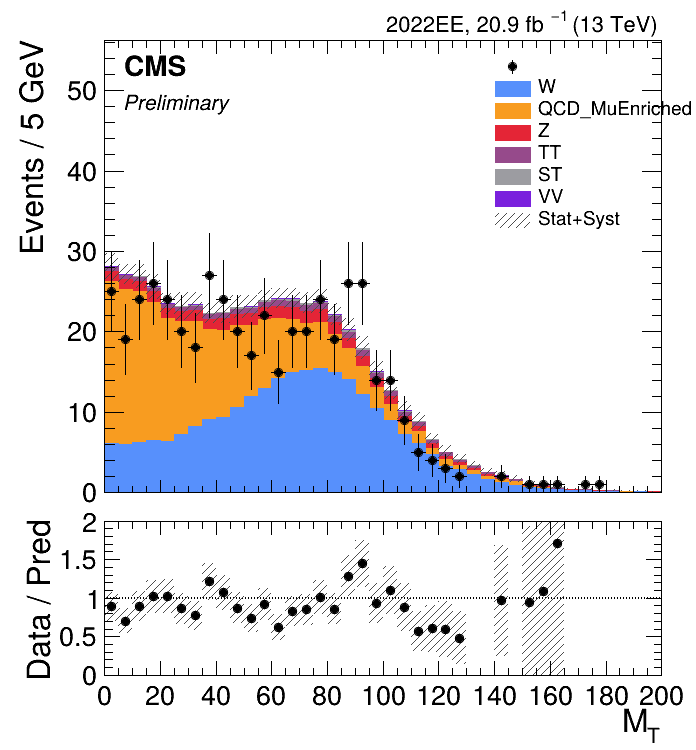 2022EE, 20.9 fb ⁻¹ (13 TeV)
CMS
Preliminary
W
QCD_MuEnriched
Z
TT
ST
VV
Stat+Syst
Events / 5 GeV
50
40
30
20
10
0
Data / Pred
2
1.5
1
0.5
0
0 20 40 60 80 100 120 140 160 180 200
M_T